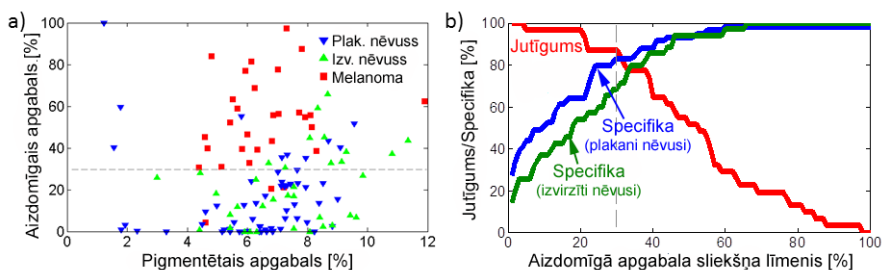 a)
Aizdomīgais apgabals.[%]
100
80
60
40
20
0
Plak. nēvuss
Izv. nēvuss
Melanoma
0 2 4 6 8 10 12
Pigmentētais apgabals [%]
b)
Jutīgums/Specifika [%]
100
80
60
40
20
0
Jutīgums
Specifika
(plakani nēvusi)
Specifika
(izvirzīti nēvusi)
0 20 40 60 80 100
Aizdomīgā apgabala sliekšņa līmenis [%]